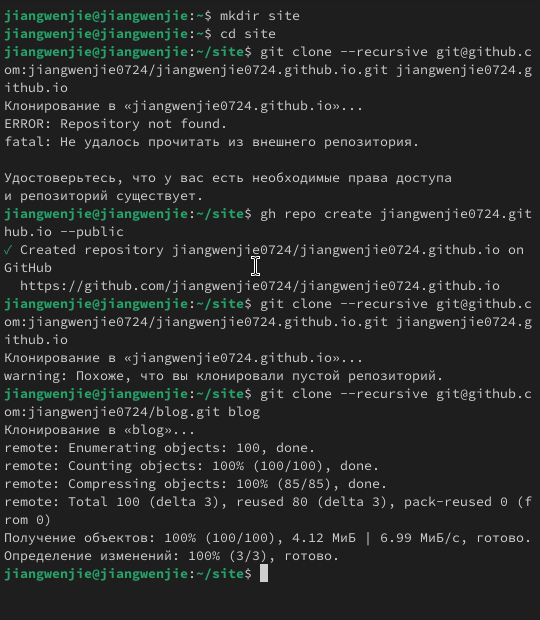 jiangwenjie@jiangwenjie:~$ mkdir site
jiangwenjie@jiangwenjie:~$ cd site
jiangwenjie@jiangwenjie:~/site$ git clone --recursive git@github.c
om:jiangwenjie0724/jiangwenjie0724.github.io.git jiangwenjie0724.g
ithub.io
Клонирование в «jiangwenjie0724.github.io»...
ERROR: Repository not found.
fatal: Не удалось прочитать из внешнего репозитория.

Удостоверьтесь, что у вас есть необходимые права доступа
и репозиторий существует.
jiangwenjie@jiangwenjie:~/site$ gh repo create jiangwenjie0724.git
hub.io --public
✓ Created repository jiangwenjie0724/jiangwenjie0724.github.io on
GitHub
  https://github.com/jiangwenjie0724/jiangwenjie0724.github.io
jiangwenjie@jiangwenjie:~/site$ git clone --recursive git@github.c
om:jiangwenjie0724/jiangwenjie0724.github.io.git jiangwenjie0724.g
ithub.io
Клонирование в «jiangwenjie0724.github.io»...
warning: Похоже, что вы клонировали пустой репозиторий.
jiangwenjie@jiangwenjie:~/site$ git clone --recursive git@github.c
om:jiangwenjie0724/blog.git blog
Клонирование в «blog»...
remote: Enumerating objects: 100, done.
remote: Counting objects: 100% (100/100), done.
remote: Compressing objects: 100% (85/85), done.
remote: Total 100 (delta 3), reused 80 (delta 3), pack-reused 0 (f
rom 0)
Получение объектов: 100% (100/100), 4.12 МиБ | 6.99 МиБ/с, готово.
Определение изменений: 100% (3/3), готово.
jiangwenjie@jiangwenjie:~/site$